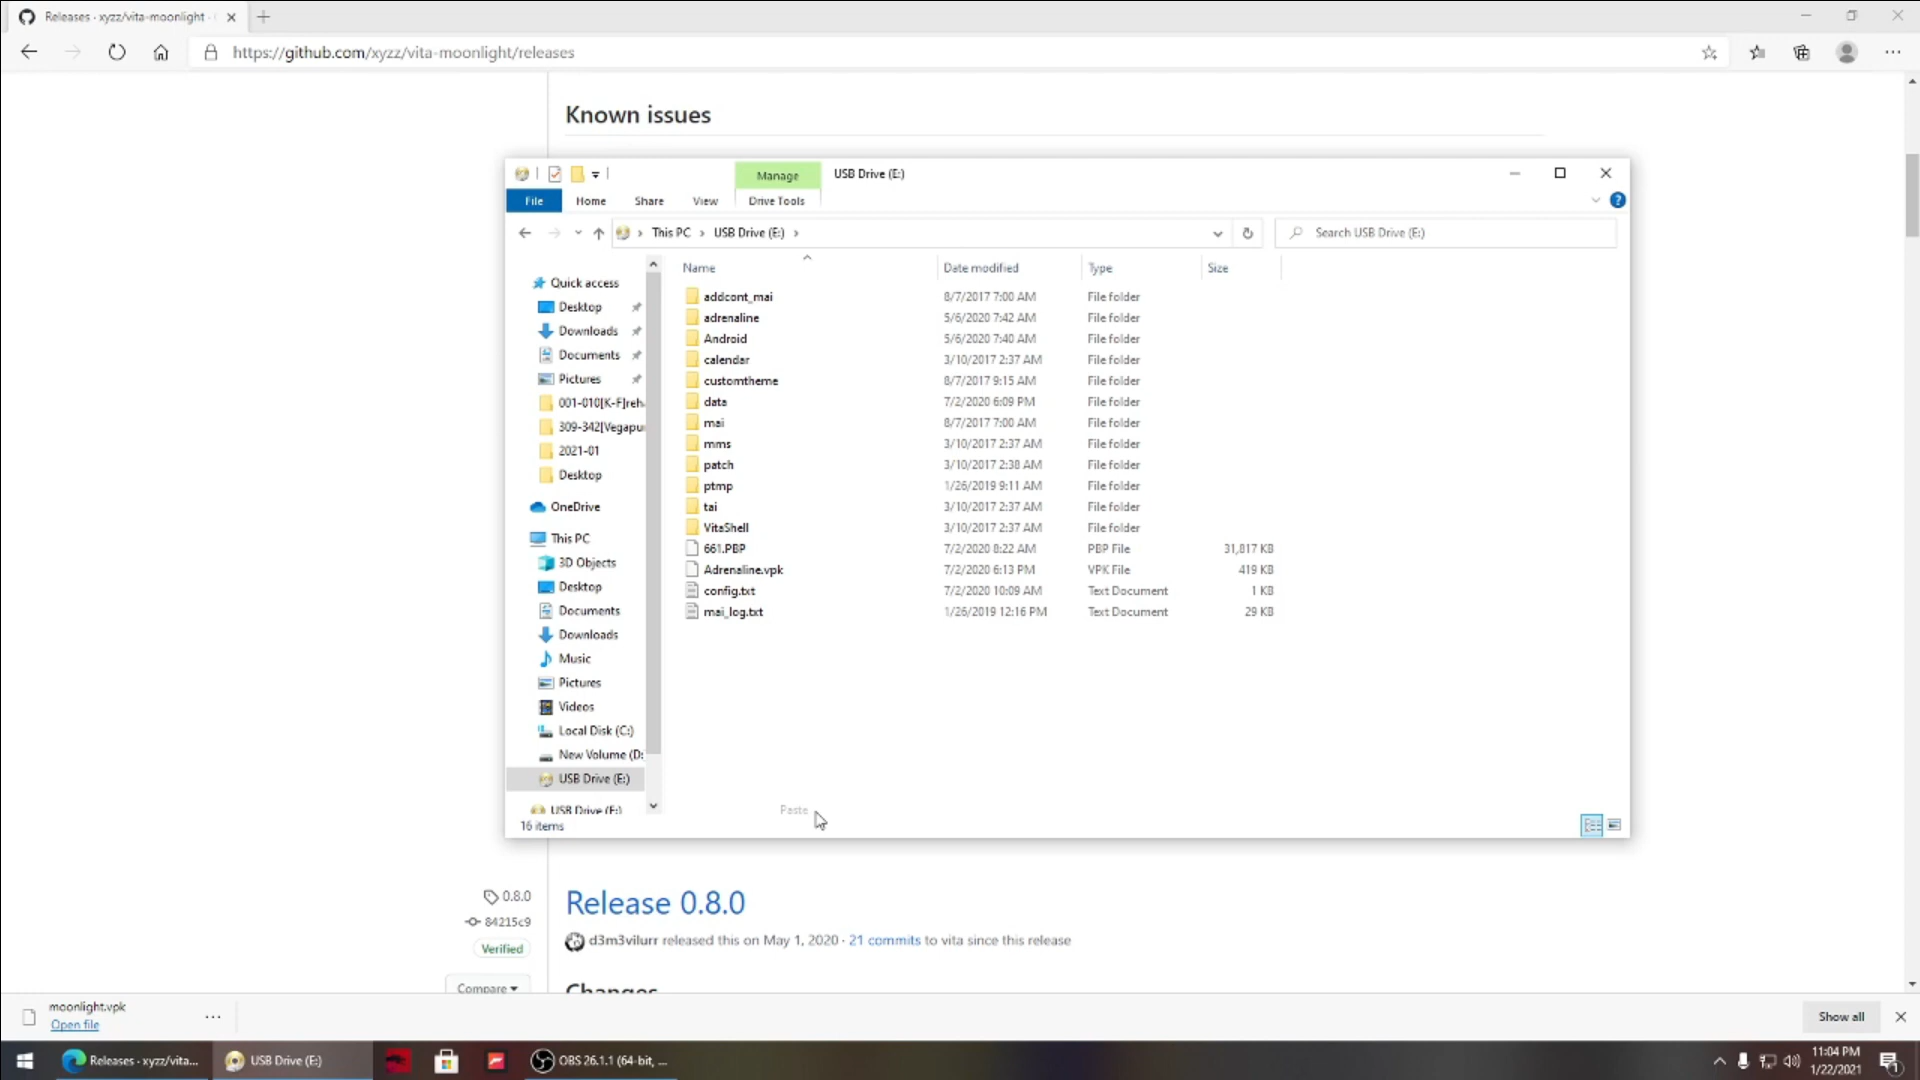 Releases · xyzz/vita-moonlight ·
https://github.com/xyzz/vita-moonlight/releases
Known issues
Manage
USB Drive (E:)
File
Home
Share
View
Drive Tools
This PC
USB Drive (E:)
Search USB Drive (E:)
Name
Date modified
Type
Size
Quick access
Desktop
Downloads
Documents
Pictures
001-010[K-F]reh
309-342[Vegapu
2021-01
Desktop
OneDrive
This PC
3D Objects
Desktop
Documents
Downloads
Music
Pictures
Videos
Local Disk (C:)
New Volume (D:
USB Drive (E:)
USB Drive (E:)
addcont_mai 8/7/2017 7:00 AM File folder
adrenaline 5/6/2020 7:42 AM File folder
Android 5/6/2020 7:40 AM File folder
calendar 3/10/2017 2:37 AM File folder
customtheme 8/7/2017 9:15 AM File folder
data 7/2/2020 6:09 PM File folder
mai 8/7/2017 7:00 AM File folder
mms 3/10/2017 2:37 AM File folder
patch 3/10/2017 2:38 AM File folder
ptmp 1/26/2019 9:11 AM File folder
tai 3/10/2017 2:37 AM File folder
VitaShell 3/10/2017 2:37 AM File folder
661.PBP 7/2/2020 8:22 AM PBP File 31,817 KB
Adrenaline.vpk 7/2/2020 6:13 PM VPK File 419 KB
config.txt 7/2/2020 10:09 AM Text Document 1 KB
mai_log.txt 1/26/2019 12:16 PM Text Document 29 KB
Paste
16 items
0.8.0
84215c9
Verified
Compare
Release 0.8.0
d3m3vilurr released this on May 1, 2020 · 21 commits to vita since this release
Changes
moonlight.vpk
Open file
Show all
Releases · xyzz/vita...
USB Drive (E:)
OBS 26.1.1 (64-bit, ...
11:04 PM
1/22/2021
1